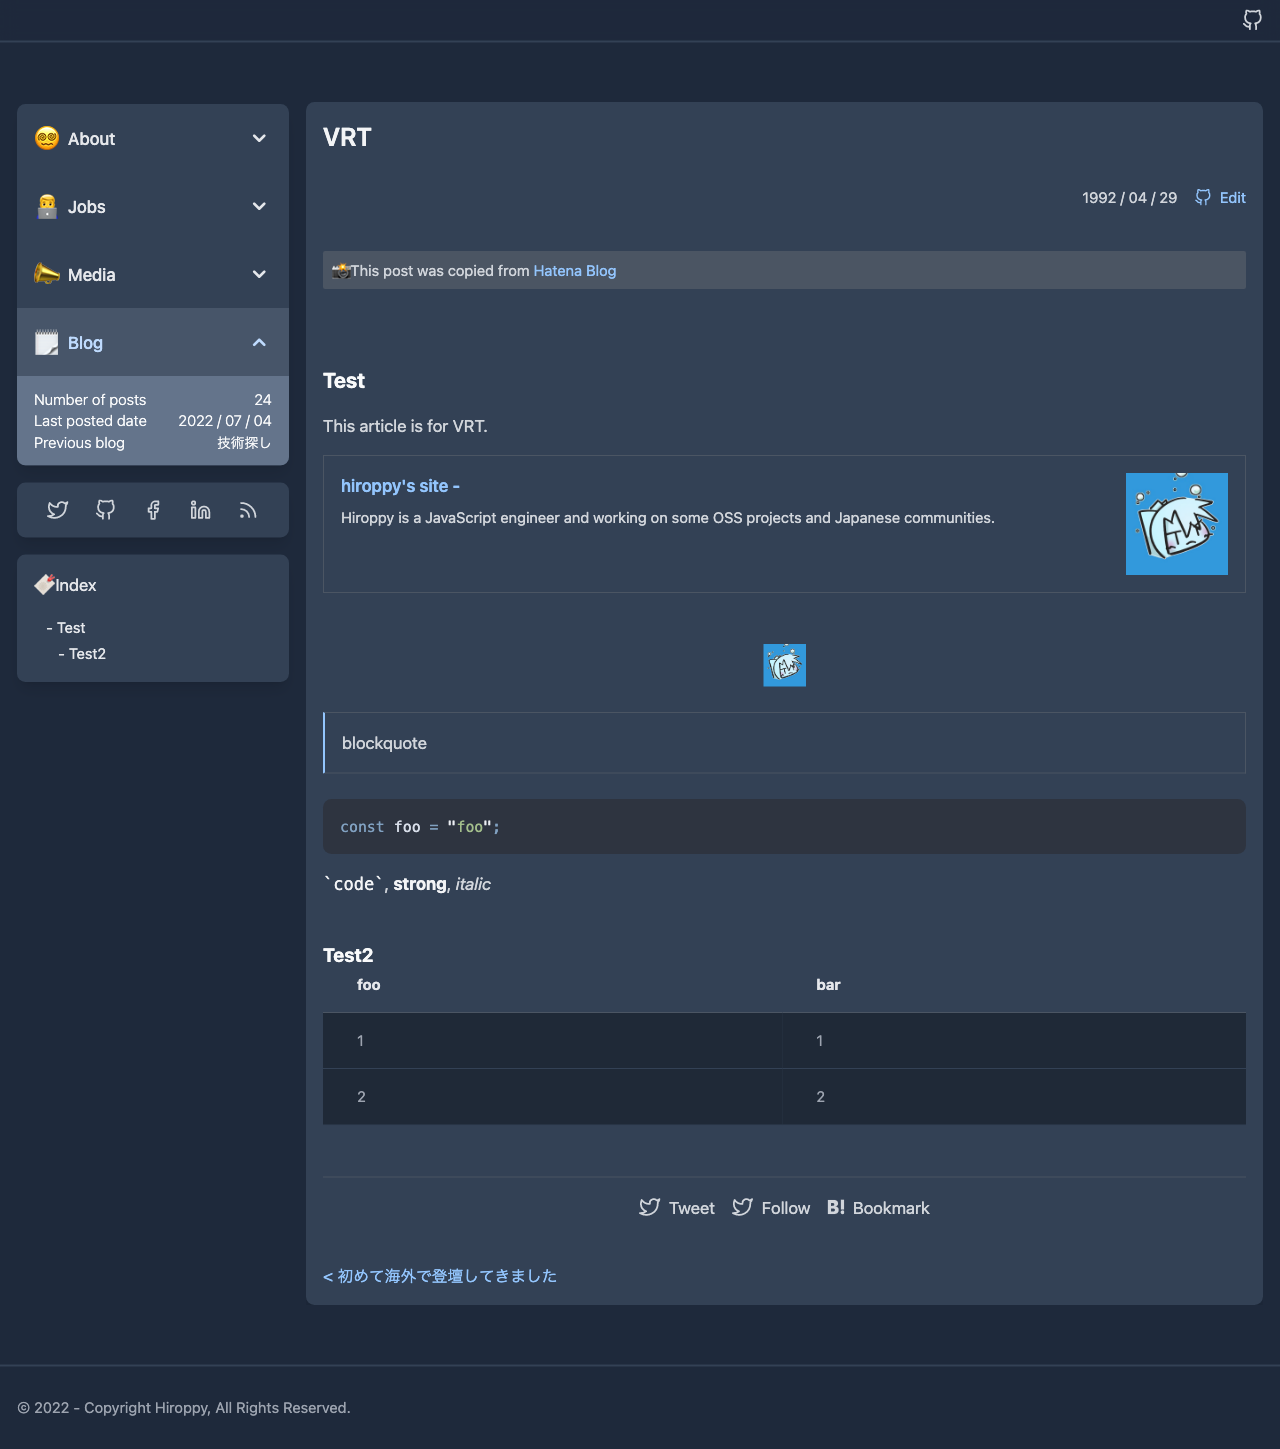 About
Jobs
Media
Blog
Number of posts 24
Last posted date 2022 / 07 / 04
Previous blog 技術探し
Index
- Test
- Test2
VRT
1992 / 04 / 29 Edit
This post was copied from Hatena Blog
Test
This article is for VRT.
hiroppy's site -
Hiroppy is a JavaScript engineer and working on some OSS projects and Japanese communities.
blockquote
const foo = "foo";
`code`, strong, italic
Test2
foo bar
1 1
2 2
Tweet Follow B! Bookmark
< 初めて海外で登壇してきました
© 2022 - Copyright Hiroppy, All Rights Reserved.